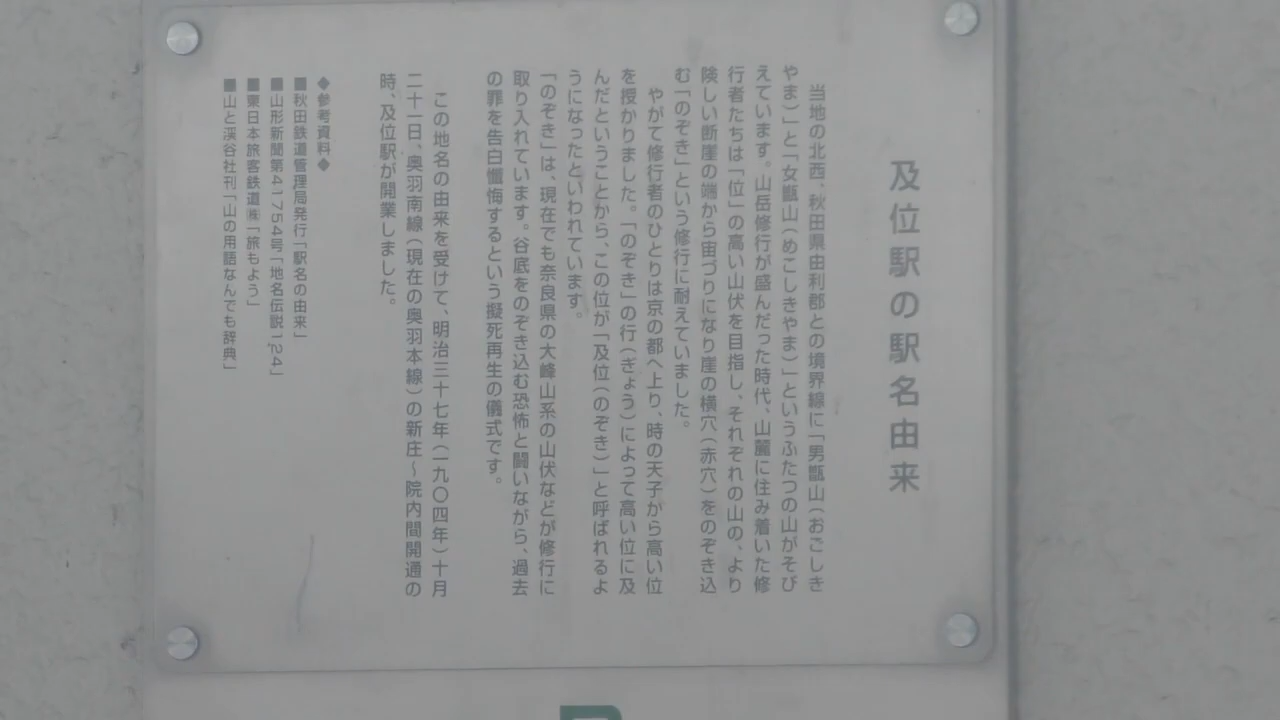 及位駅の駅名由来
当地の北西、秋田県由利郡との境界線に「男甑山（おごしき
やま）」と「女甑山（めごしきやま）」というふたつの山がそび
えています。山岳修行が盛んだった時代、山麓に住み着いた修
行者たちは「位」の高い山伏を目指し、それぞれの山の、より
険しい断崖の端から宙づりになり崖の横穴（赤穴）をのぞき込
む「のぞき」という修行に耐えていました。
やがて修行者のひとりは京の都へ上り、時の天子から高い位
を授かりました。「のぞき」の行（ぎょう）によって高い位に及
んだということから、この位が「及位（のぞき）」と呼ばれるよ
うになったといわれています。
「のぞき」は、現在でも奈良県の大峰山系の山伏などが修行に
取り入れています。谷底をのぞき込む恐怖と闘いながら、過去
の罪を告白懺悔するという擬死再生の儀式です。
この地名の由来を受けて、明治三十七年（一九〇四年）十月
二十一日、奥羽南線（現在の奥羽本線）の新庄～院内間開通の
時、及位駅が開業しました。
◆参考資料◆
■秋田鉄道管理局発行「駅名の由来」
■山形新聞第41754号「地名伝説124」
■東日本旅客鉄道㈱「旅もよう」
■山と渓谷社刊「山の用語なんでも辞典」